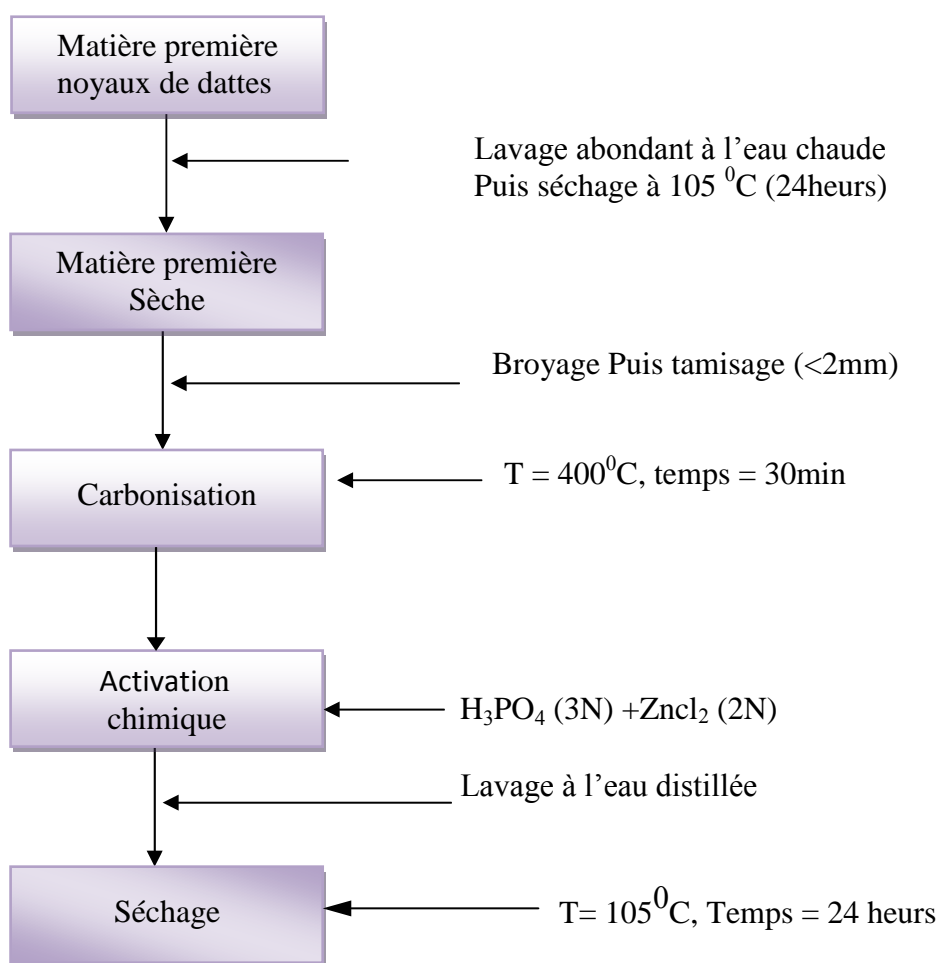 Matière première
noyaux de dattes
Lavage abondant à l’eau chaude
Puis séchage à 105 ⁰C (24heurs)
Matière première
Sèche
Broyage Puis tamisage (<2mm)
Carbonisation
T = 400⁰C, temps = 30min
Activation
chimique
H₃PO₄ (3N) +Zncl₂ (2N)
Lavage à l’eau distillée
Séchage
T= 105⁰C, Temps = 24 heurs